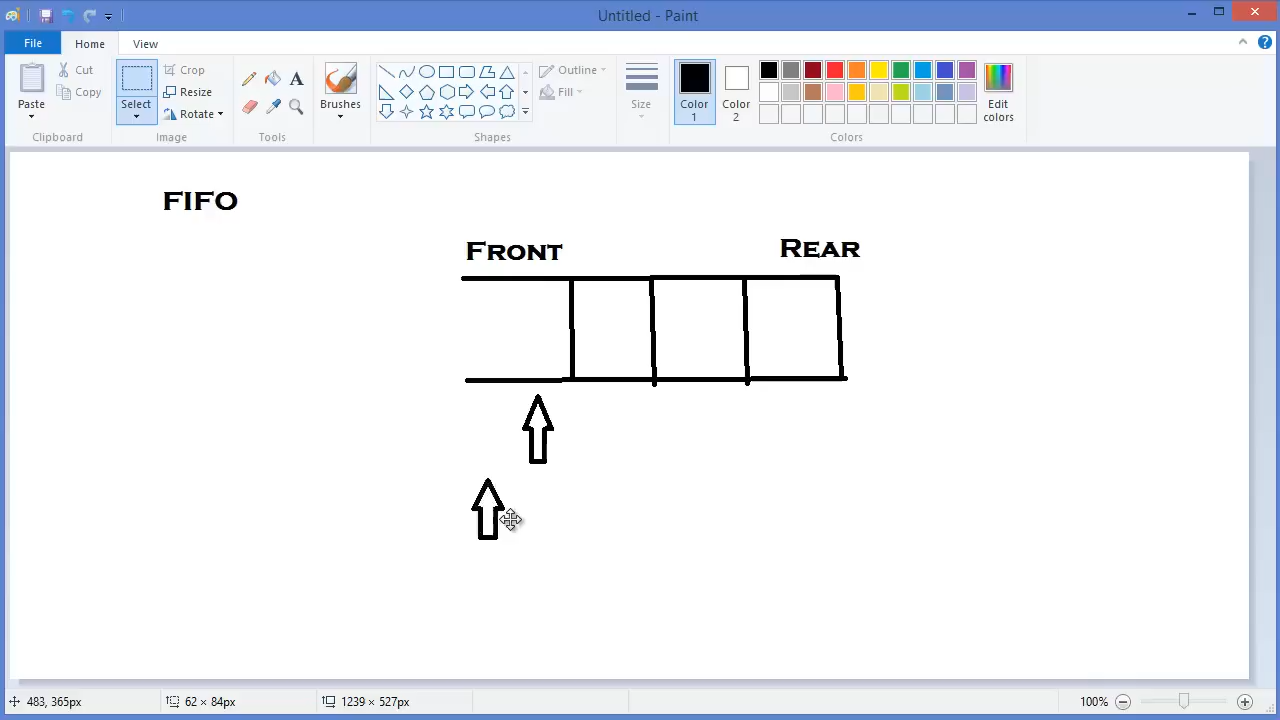 Untitled - Paint
File Home View
Paste Cut Copy
Select Crop Resize Rotate
Brushes
Outline Fill
Size
Color 1 Color 2
Edit colors
Clipboard Image Tools Shapes Colors
FIFO
Front Rear
483, 365px 62 × 84px 1239 × 527px 100%